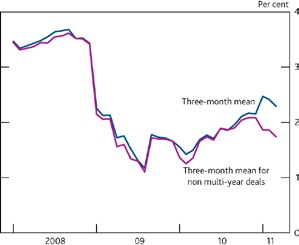 Per cent
4
3
Three-month mean
2
Three-month mean for
non multi-year deals
1
0
2008 09 10 11